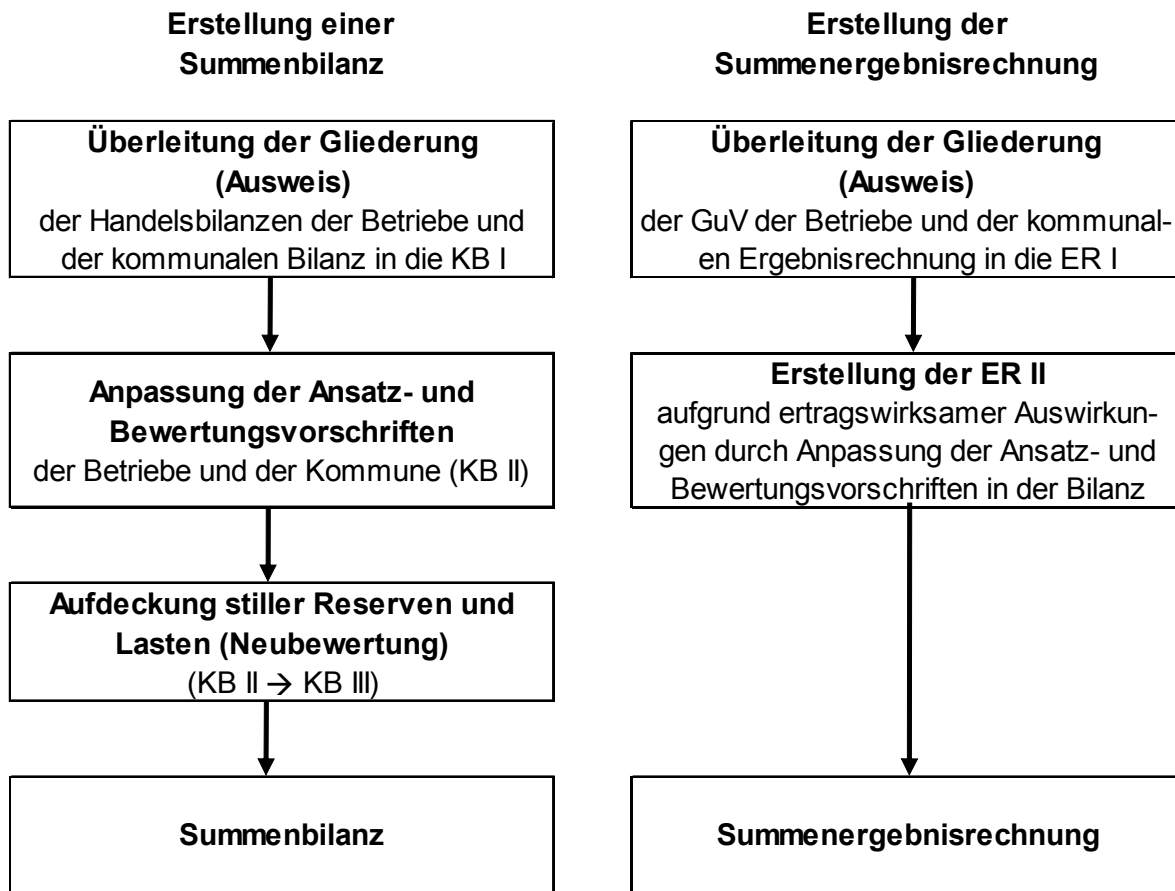 Erstellung einer
Summenbilanz
Überleitung der Gliederung
(Ausweis)
der Handelsbilanzen der Betriebe und
der kommunalen Bilanz in die KB I
Anpassung der Ansatz- und
Bewertungsvorschriften
der Betriebe und der Kommune (KB II)
Aufdeckung stiller Reserven und
Lasten (Neubewertung)
(KB II → KB III)
Summenbilanz
Erstellung der
Summenergebnisrechnung
Überleitung der Gliederung
(Ausweis)
der GuV der Betriebe und der kommunal-
en Ergebnisrechnung in die ER I
Erstellung der ER II
aufgrund ertragswirksamer Auswirkun-
gen durch Anpassung der Ansatz- und
Bewertungsvorschriften in der Bilanz
Summenergebnisrechnung